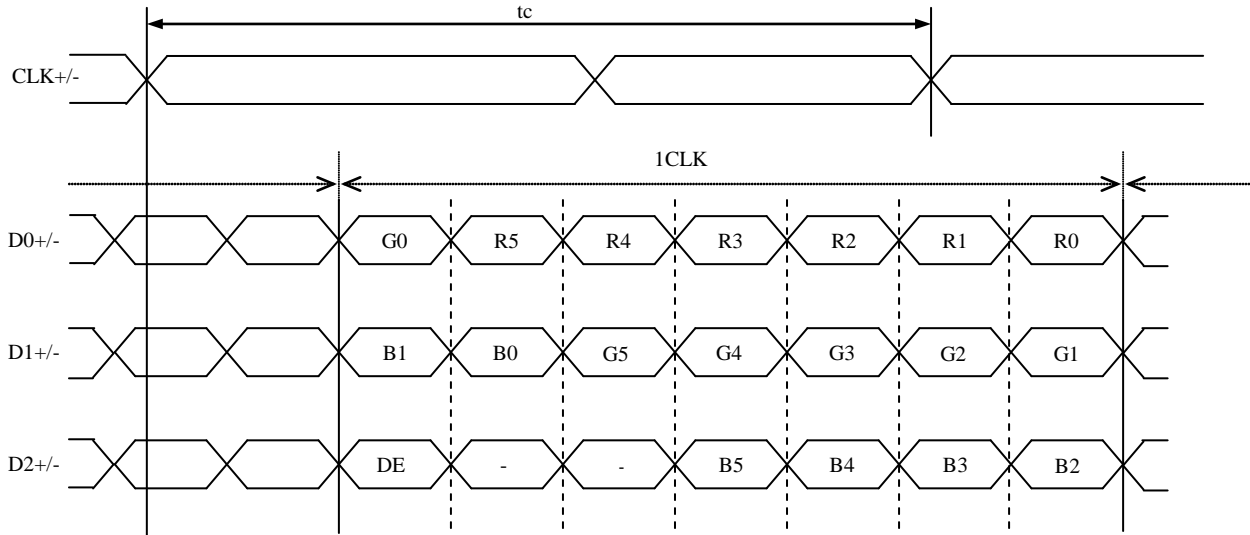 tc
CLK+/-
1CLK
D0+/- G0 R5 R4 R3 R2 R1 R0
D1+/- B1 B0 G5 G4 G3 G2 G1
D2+/- DE - - B5 B4 B3 B2